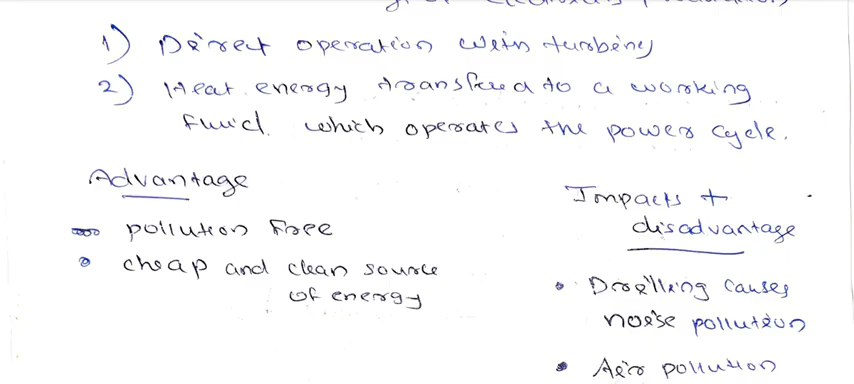 1) Direct operation with turbines
2) Heat energy transfered to a working
fluid which operates the power cycle.
Advantage
pollution free
cheap and clean source
of energy
Impacts +
disadvantage
Drilling causes
noise pollution
Air pollution